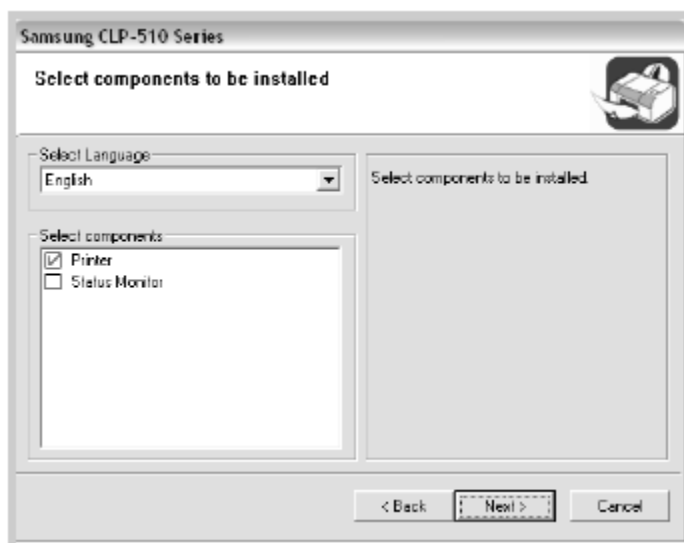 Samsung CLP-510 Series
Select components to be installed
Select Language
English
Select components to be installed.
Select components
Printer
Status Monitor
< Back
Next >
Cancel